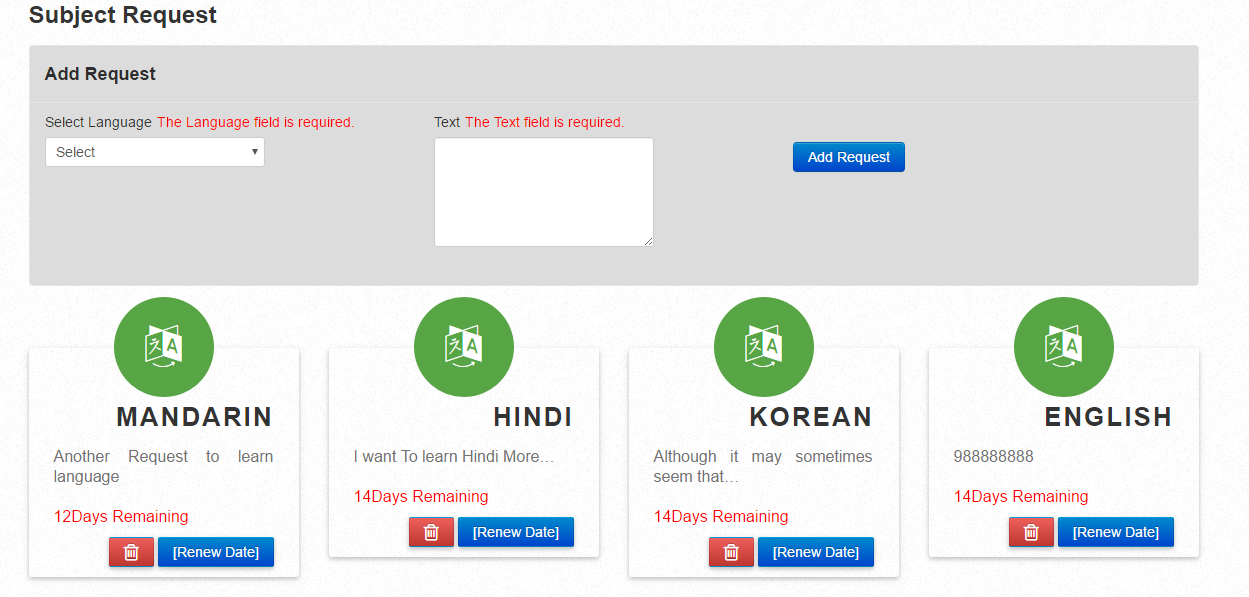 Subject Request
Add Request
Select Language The Language field is required.
Select
Text The Text field is required.
Add Request
MANDARIN
Another Request to learn
language
12Days Remaining
[Renew Date]
HINDI
I want To learn Hindi More...
14Days Remaining
[Renew Date]
KOREAN
Although it may sometimes
seem that...
14Days Remaining
[Renew Date]
ENGLISH
988888888
14Days Remaining
[Renew Date]